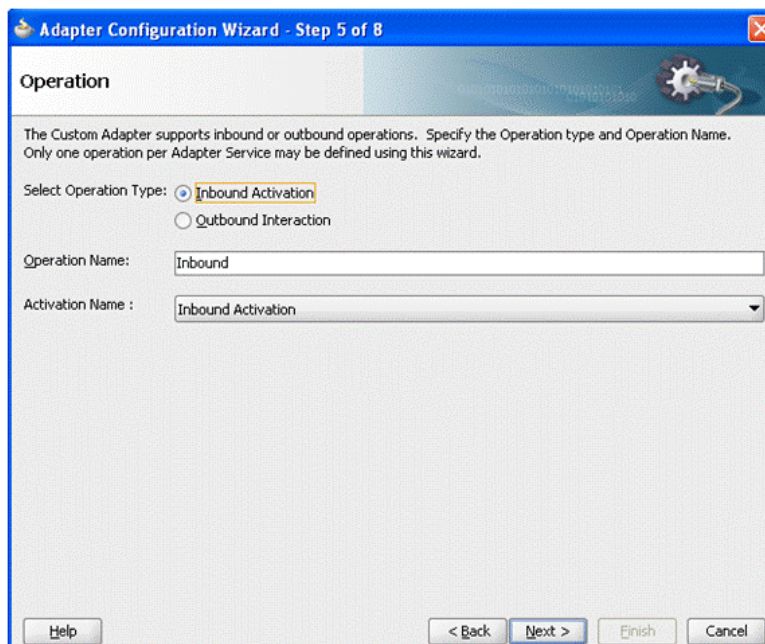 Adapter Configuration Wizard - Step 5 of 8
Operation
The Custom Adapter supports inbound or outbound operations. Specify the Operation type and Operation Name.
Only one operation per Adapter Service may be defined using this wizard.
Select Operation Type: Inbound Activation
Outbound Interaction
Operation Name: Inbound
Activation Name : Inbound Activation
Help < Back Next > Finish Cancel